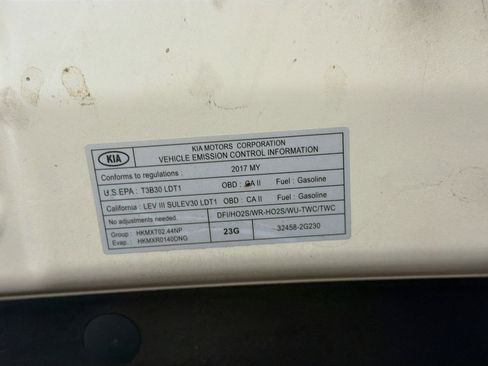 KIA
KIA MOTORS CORPORATION
VEHICLE EMISSION CONTROL INFORMATION
Conforms to regulations : 2017 MY
U.S.EPA : T3B30 LDT1 OBD : CA II Fuel : Gasoline
California : LEV III SULEV30 LDT1 OBD : CA II Fuel : Gasoline
No adjustments needed. DFI/HO2S/WR-HO2S/WU-TWC/TWC
Group : HKMXT02.44NP
Evap. : HKMXR0140DNG
23G
32458-2G230